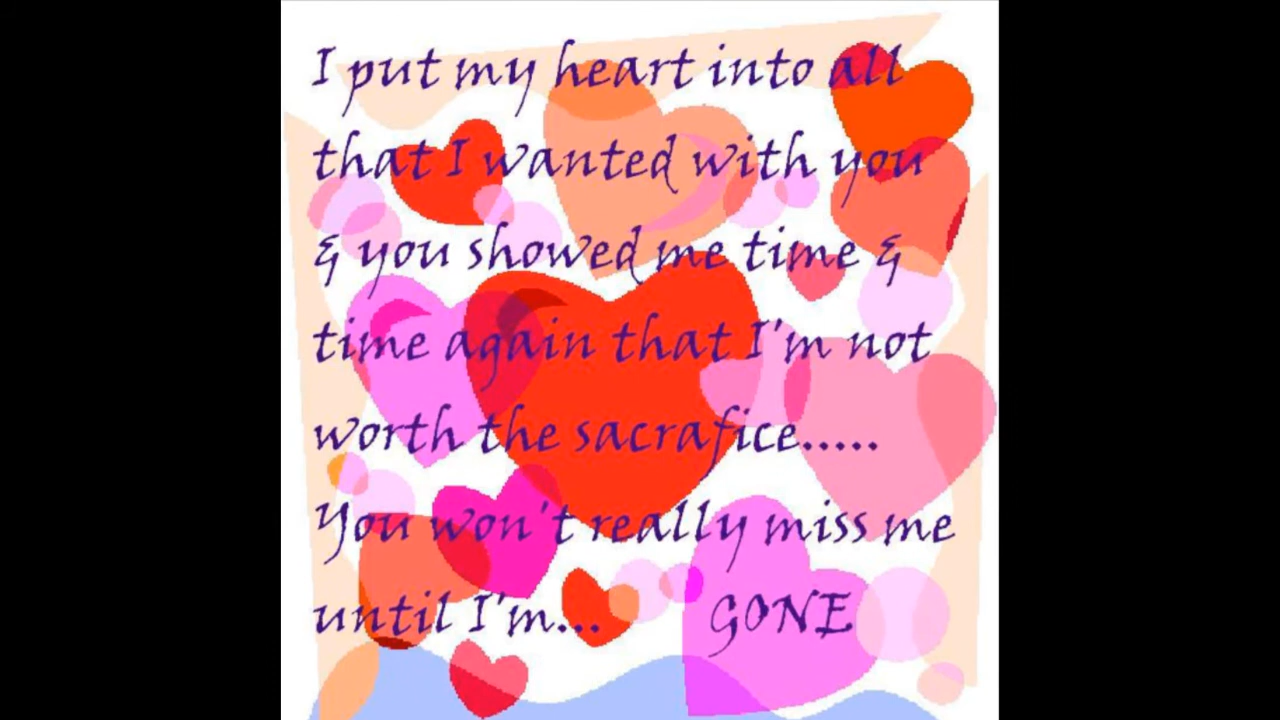 I put my heart into all
that I wanted with you
& you showed me time &
time again that I'm not
worth the sacrafice.....
You won't really miss me
until I'm... GONE